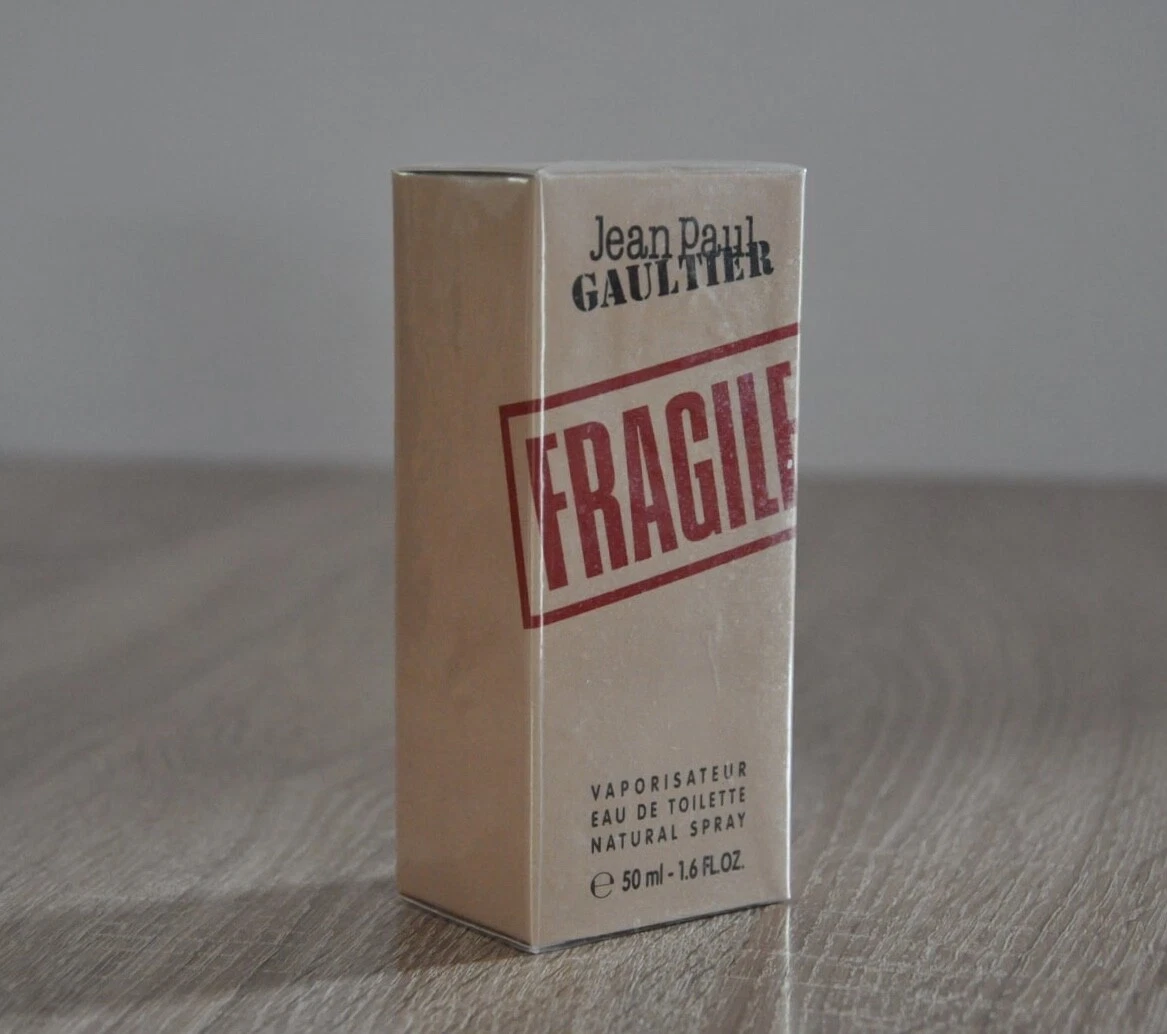 Jean Paul
GAULTIER
FRAGILE
VAPORISATEUR
EAU DE TOILETTE
NATURAL SPRAY
℮ 50 ml - 1.6 FL.OZ.